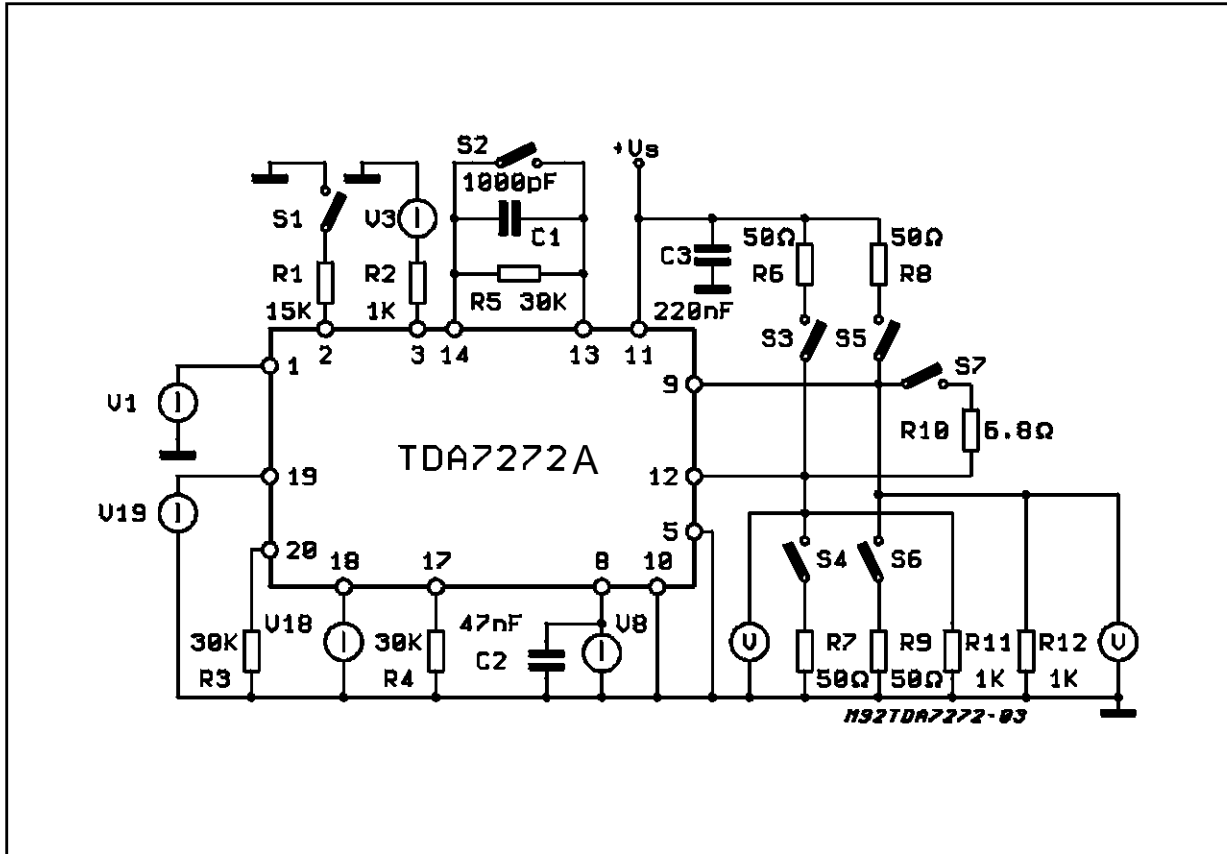 S2
+Vs
1000pF
S1
V3
C1
50Ω
50Ω
C3
R6
R8
R1
R2
R5
30K
15K
1K
220nF
2
3
14
13
11
S3
S5
1
9
S7
V1
R10
6.8Ω
TDA7272A
19
12
V19
5
20
18
17
8
10
S4
S6
V18
47nF
V8
30K
30K
C2
V
R7
R9
R11
R12
V
R3
R4
50Ω
50Ω
1K
1K
M92TDA7272-03